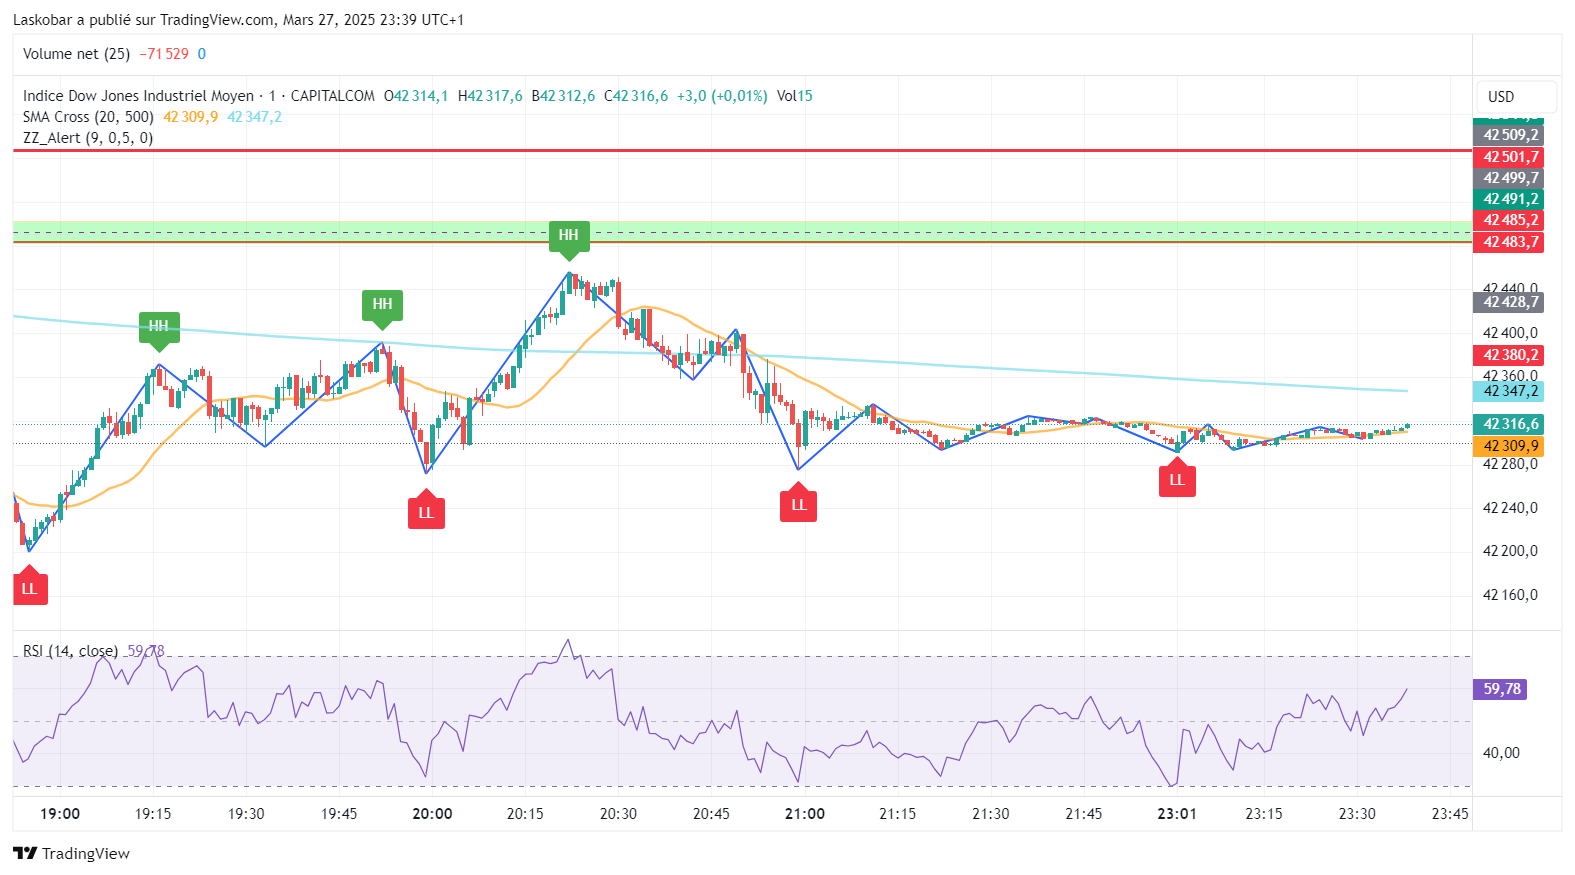 Laskobar a publié sur TradingView.com, Mars 27, 2025 23:39 UTC+1
Volume net (25) −71 529 0
Indice Dow Jones Industriel Moyen · 1 · CAPITALCOM O42 314,1 H42 317,6 B42 312,6 C42 316,6 +3,0 (+0,01%) Vol15
SMA Cross (20, 500) 42 309,9 42 347,2
ZZ_Alert (9, 0,5, 0)
USD
42 509,2
42 501,7
42 499,7
42 491,2
42 485,2
42 483,7
42 440,0
42 428,7
42 400,0
42 380,2
42 360,0
42 347,2
42 316,6
42 309,9
42 280,0
42 240,0
42 200,0
42 160,0
HH
HH
HH
LL
LL
LL
LL
RSI (14, close) 59,78
59,78
40,00
19:00 19:15 19:30 19:45 20:00 20:15 20:30 20:45 21:00 21:15 21:30 21:45 23:01 23:15 23:30 23:45
TradingView